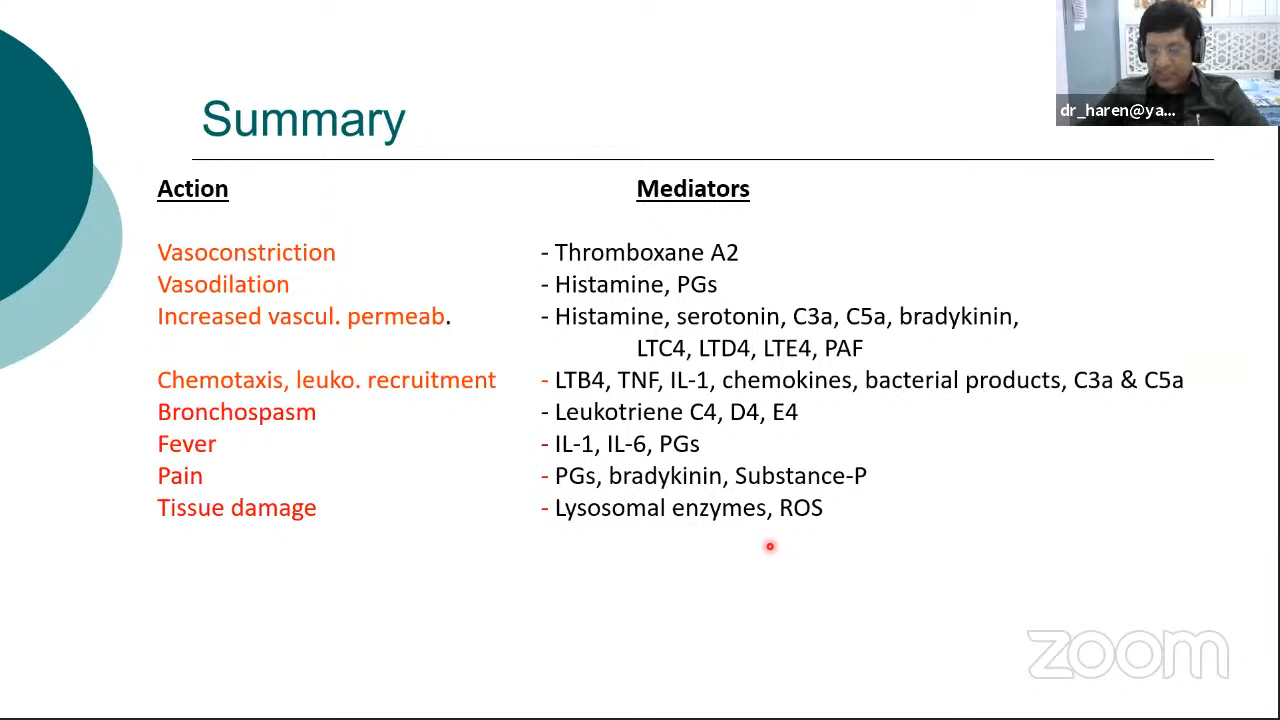 dr_haren@ya...
Summary
Action Mediators
Vasoconstriction - Thromboxane A2
Vasodilation - Histamine, PGs
Increased vascul. permeab. - Histamine, serotonin, C3a, C5a, bradykinin,
LTC4, LTD4, LTE4, PAF
Chemotaxis, leuko. recruitment - LTB4, TNF, IL-1, chemokines, bacterial products, C3a & C5a
Bronchospasm - Leukotriene C4, D4, E4
Fever - IL-1, IL-6, PGs
Pain - PGs, bradykinin, Substance-P
Tissue damage - Lysosomal enzymes, ROS
zoom